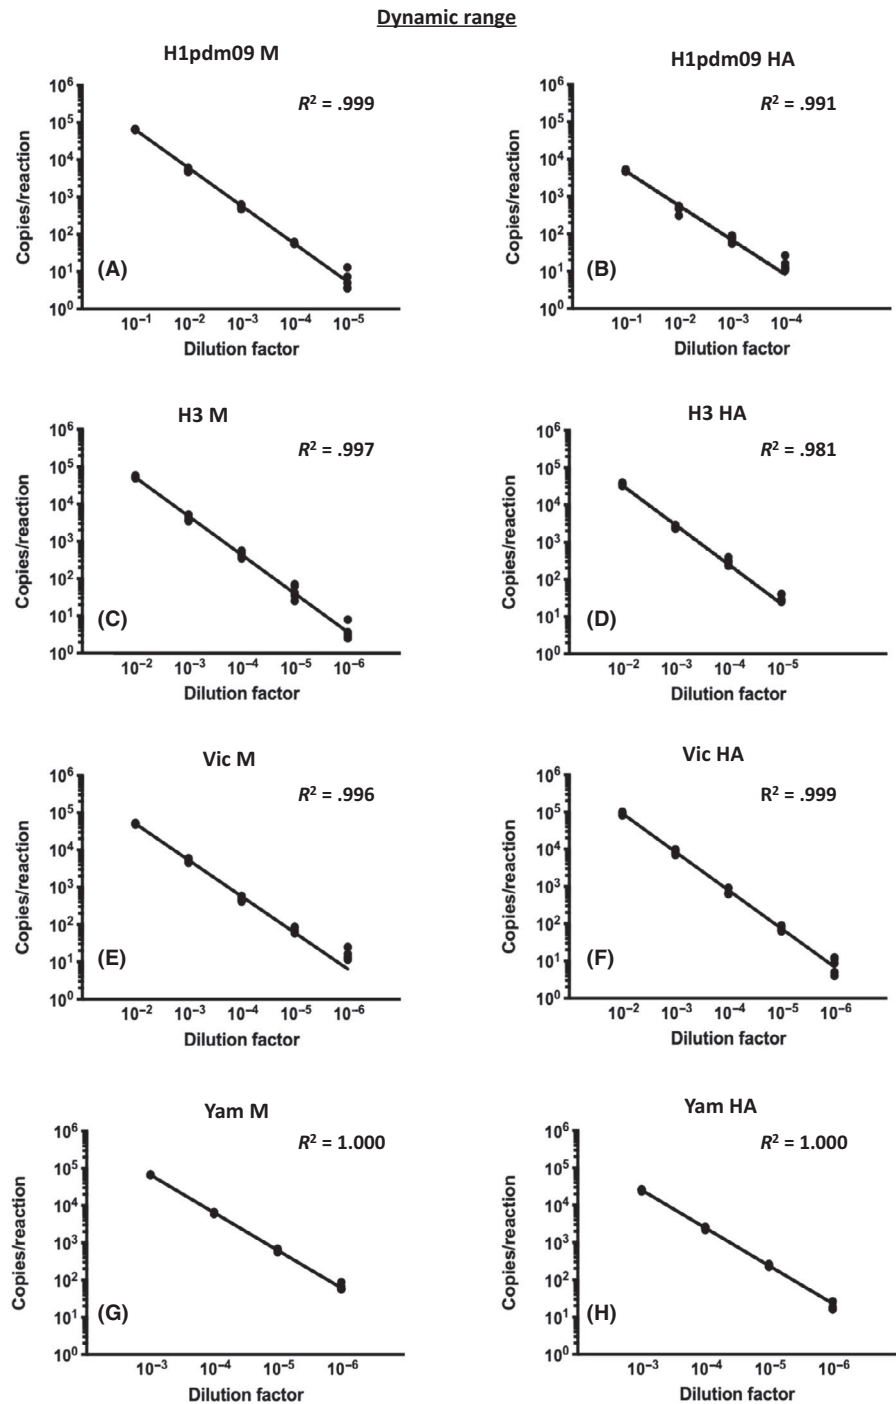 Dynamic range
H1pdm09 M
R² = .999
Copies/reaction
10⁶
10⁵
10⁴
10³
10²
10¹
10⁰
(A)
10⁻¹ 10⁻² 10⁻³ 10⁻⁴ 10⁻⁵
Dilution factor
H1pdm09 HA
R² = .991
Copies/reaction
10⁶
10⁵
10⁴
10³
10²
10¹
10⁰
(B)
10⁻¹ 10⁻² 10⁻³ 10⁻⁴
Dilution factor
H3 M
R² = .997
Copies/reaction
10⁶
10⁵
10⁴
10³
10²
10¹
10⁰
(C)
10⁻² 10⁻³ 10⁻⁴ 10⁻⁵ 10⁻⁶
Dilution factor
H3 HA
R² = .981
Copies/reaction
10⁶
10⁵
10⁴
10³
10²
10¹
10⁰
(D)
10⁻² 10⁻³ 10⁻⁴ 10⁻⁵
Dilution factor
Vic M
R² = .996
Copies/reaction
10⁶
10⁵
10⁴
10³
10²
10¹
10⁰
(E)
10⁻² 10⁻³ 10⁻⁴ 10⁻⁵ 10⁻⁶
Dilution factor
Vic HA
R² = .999
Copies/reaction
10⁶
10⁵
10⁴
10³
10²
10¹
10⁰
(F)
10⁻² 10⁻³ 10⁻⁴ 10⁻⁵ 10⁻⁶
Dilution factor
Yam M
R² = 1.000
Copies/reaction
10⁶
10⁵
10⁴
10³
10²
10¹
10⁰
(G)
10⁻³ 10⁻⁴ 10⁻⁵ 10⁻⁶
Dilution factor
Yam HA
R² = 1.000
Copies/reaction
10⁶
10⁵
10⁴
10³
10²
10¹
10⁰
(H)
10⁻³ 10⁻⁴ 10⁻⁵ 10⁻⁶
Dilution factor